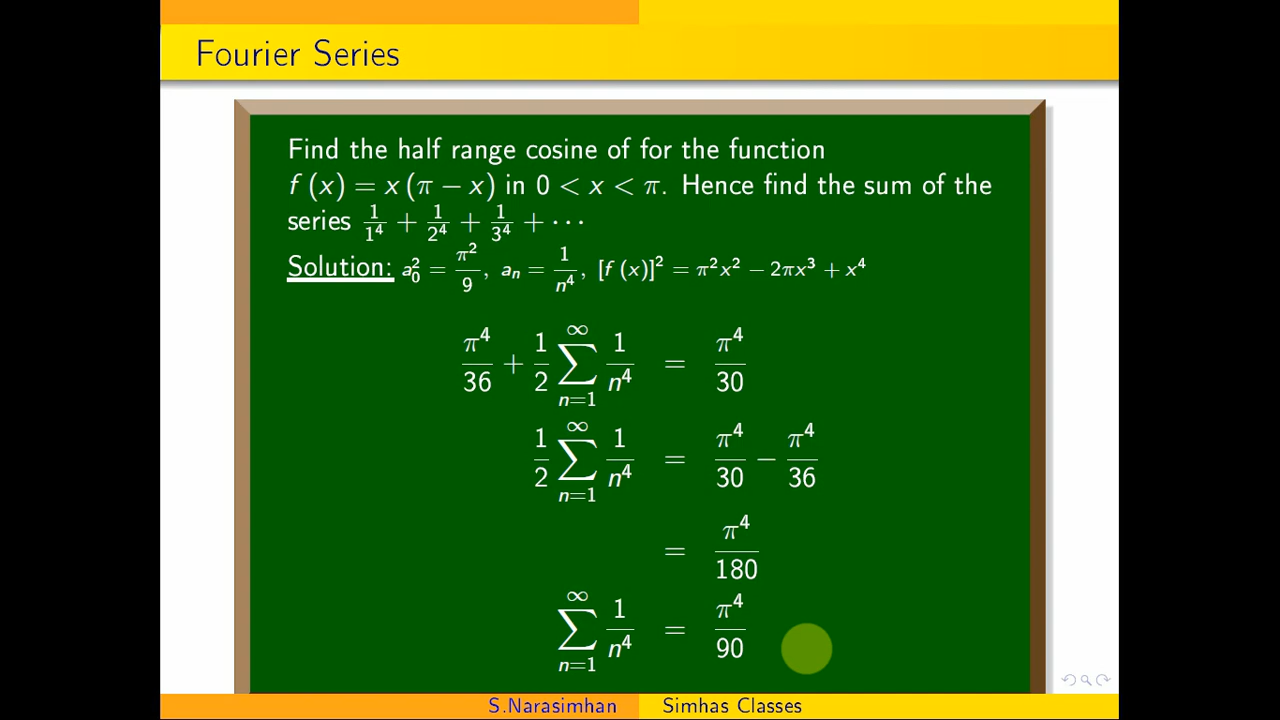 Fourier Series
Find the half range cosine of for the function
f (x) = x (π − x) in 0 < x < π. Hence find the sum of the
series 1/1⁴ + 1/2⁴ + 1/3⁴ + ···
Solution: a₀² = π²/9, aₙ = 1/n⁴, [f (x)]² = π²x² − 2πx³ + x⁴
π⁴/36 + 1/2 ∑_{n=1}^{∞} 1/n⁴ = π⁴/30
1/2 ∑_{n=1}^{∞} 1/n⁴ = π⁴/30 − π⁴/36
= π⁴/180
∑_{n=1}^{∞} 1/n⁴ = π⁴/90
S.Narasimhan Simhas Classes